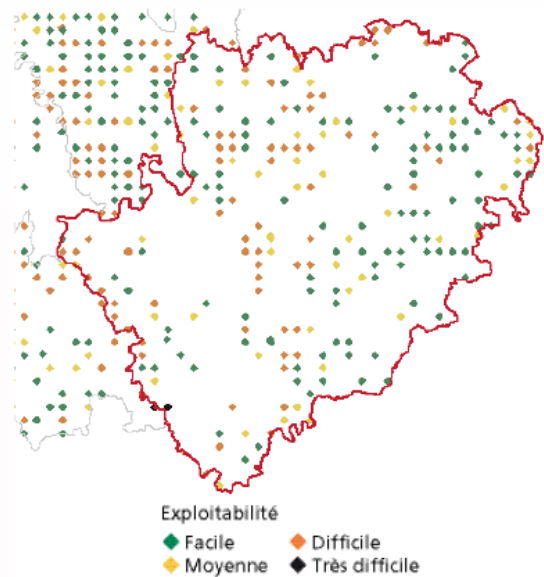 Exploitabilité
Facile
Difficile
Moyenne
Très difficile